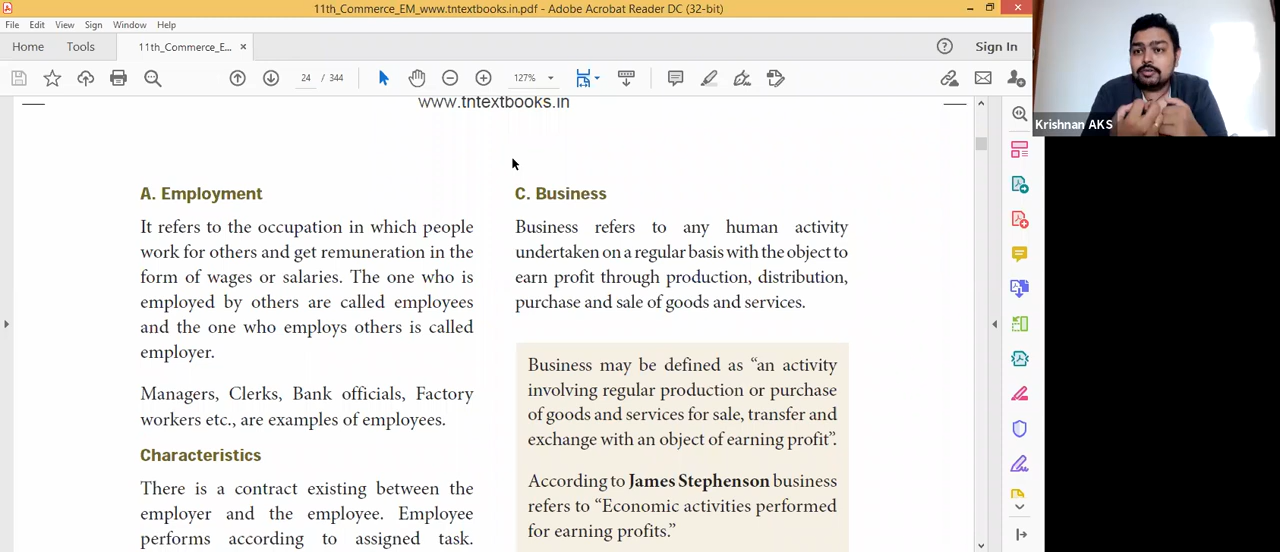 11th_Commerce_EM_www.tntextbooks.in.pdf - Adobe Acrobat Reader DC (32-bit)
File Edit View Sign Window Help
Home Tools 11th_Commerce_E... × Sign In
24 / 344 127%
Krishnan AKS
www.tntextbooks.in
A. Employment
It refers to the occupation in which people
work for others and get remuneration in the
form of wages or salaries. The one who is
employed by others are called employees
and the one who employs others is called
employer.
Managers, Clerks, Bank officials, Factory
workers etc., are examples of employees.
Characteristics
There is a contract existing between the
employer and the employee. Employee
performs according to assigned task.
C. Business
Business refers to any human activity
undertaken on a regular basis with the object to
earn profit through production, distribution,
purchase and sale of goods and services.
Business may be defined as “an activity
involving regular production or purchase
of goods and services for sale, transfer and
exchange with an object of earning profit”.
According to James Stephenson business
refers to “Economic activities performed
for earning profits.”